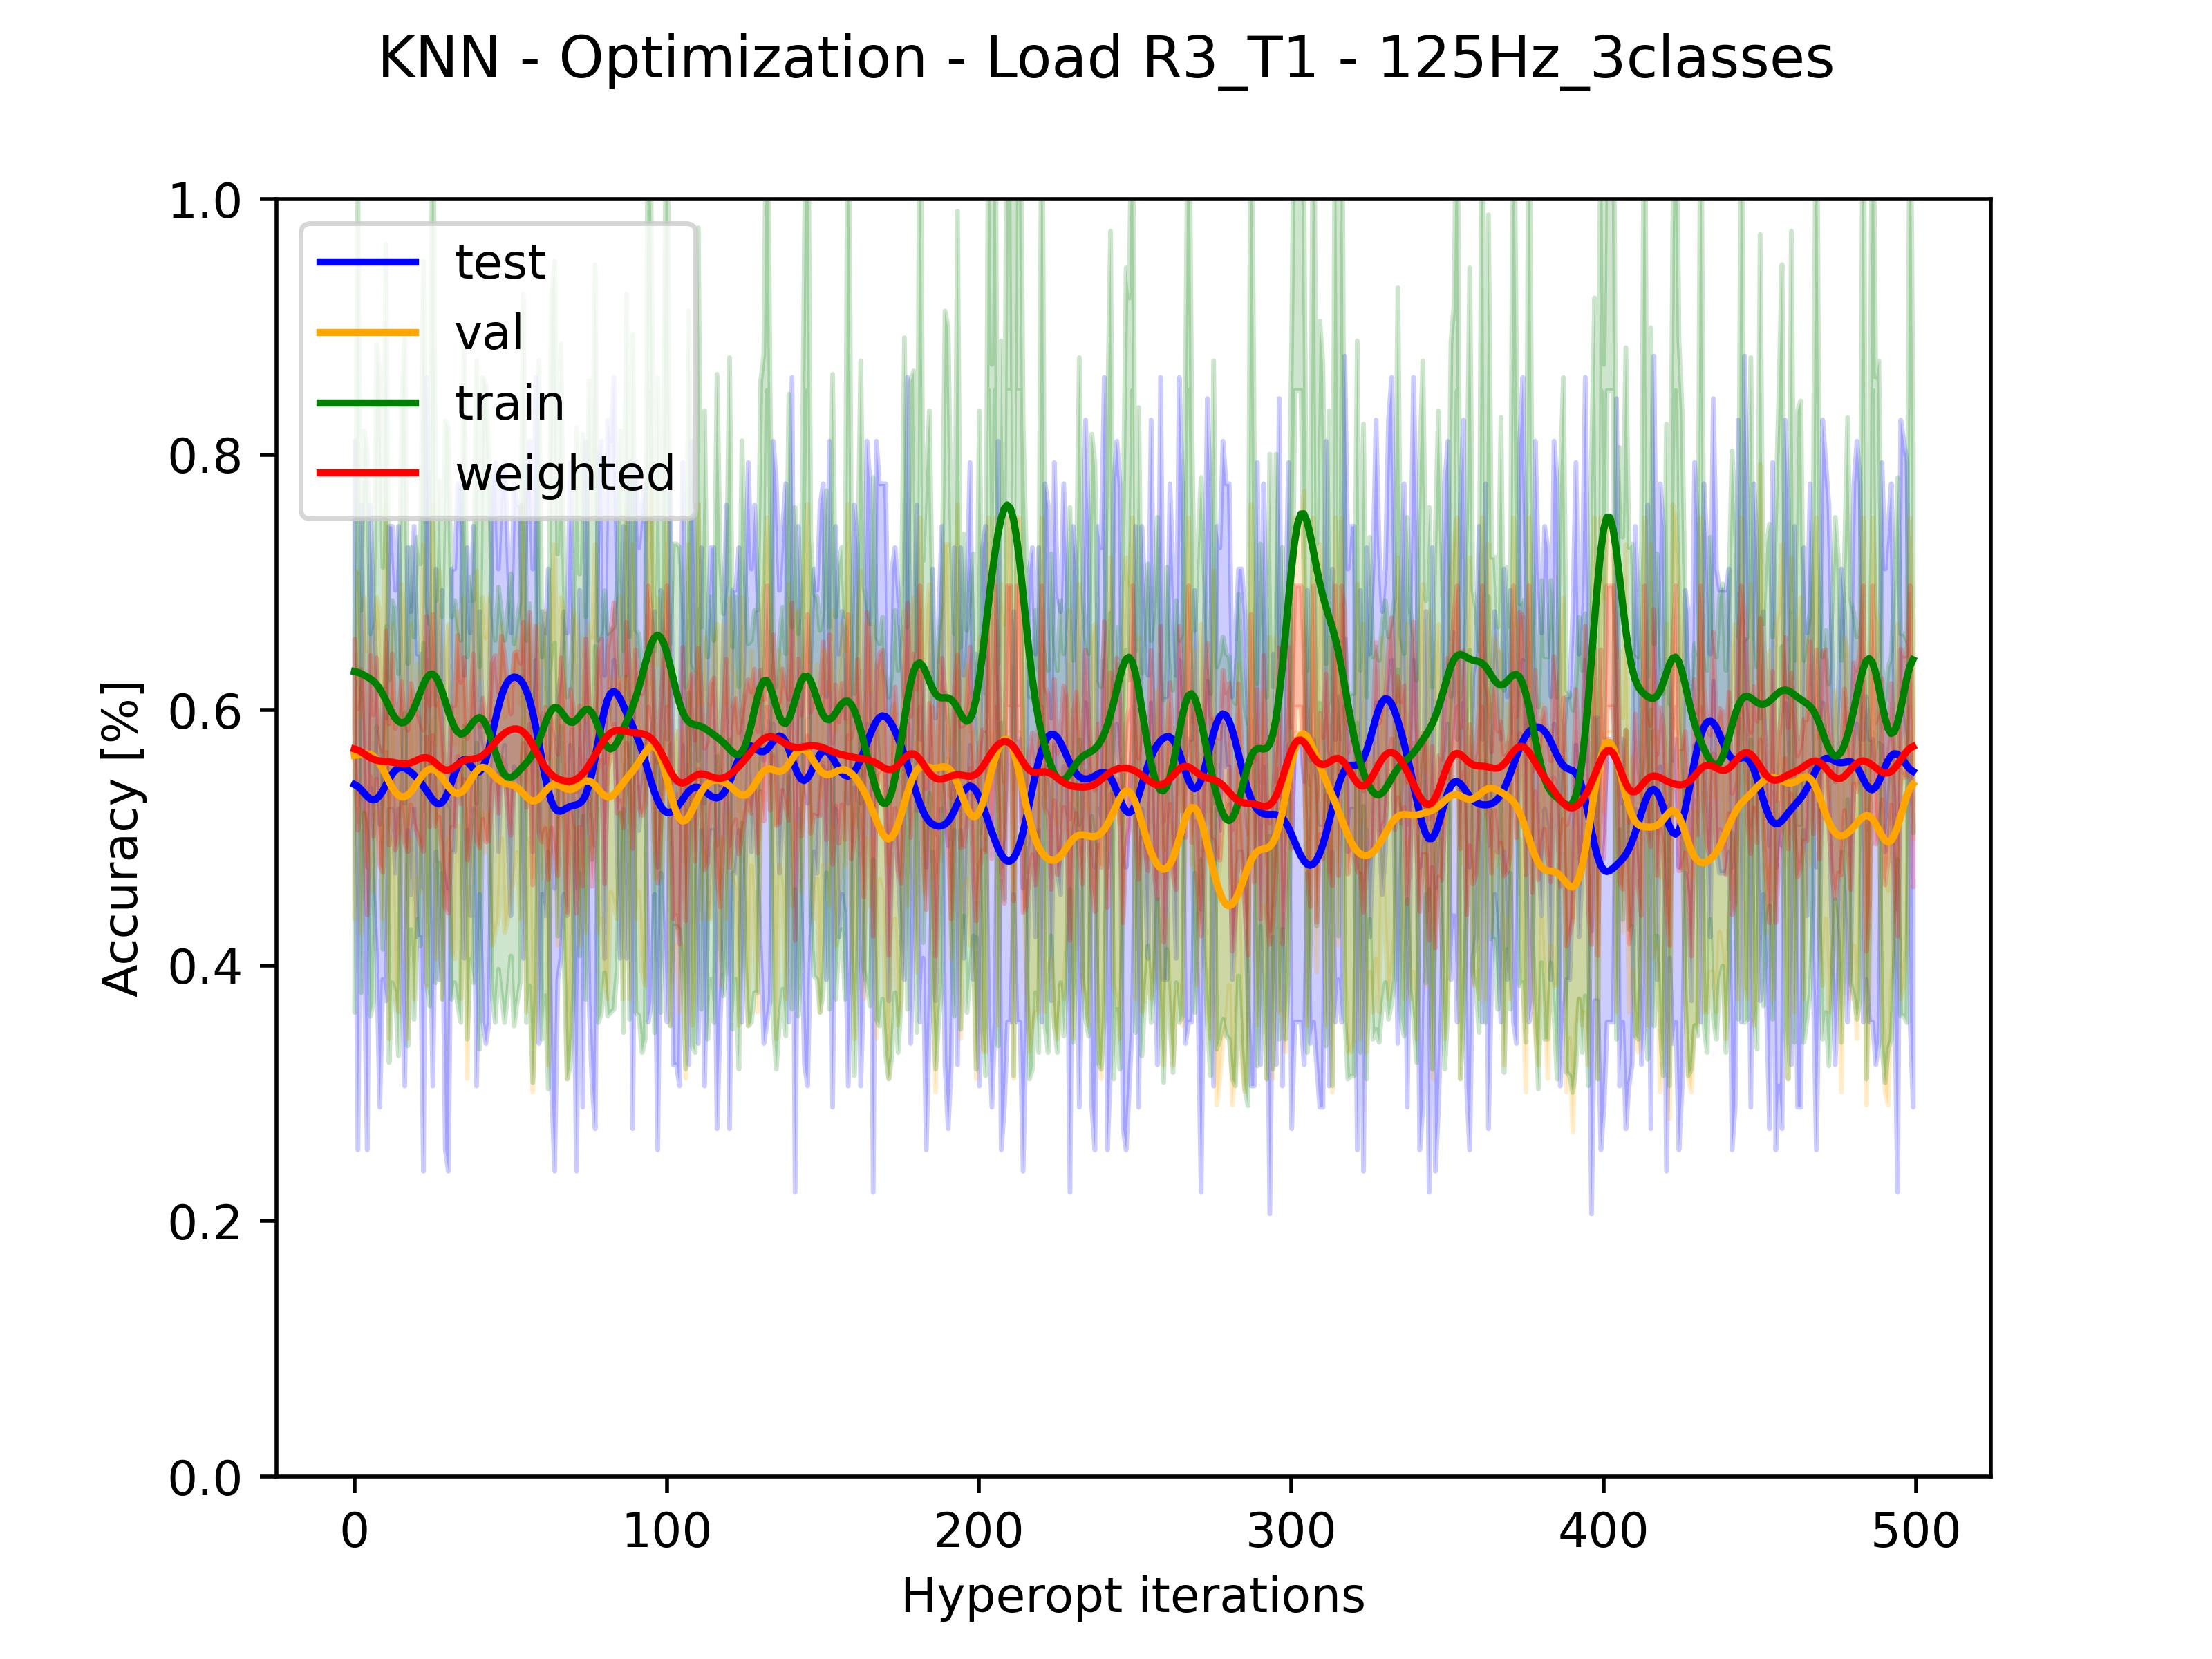 KNN - Optimization - Load R3_T1 - 125Hz_3classes
1.0
0.8
0.6
0.4
0.2
0.0
Accuracy [%]
test
val
train
weighted
0 100 200 300 400 500
Hyperopt iterations